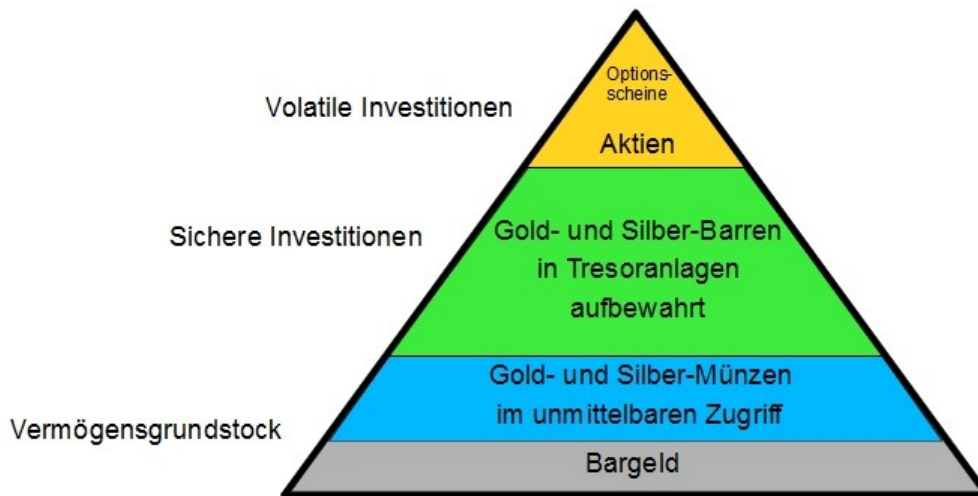 Options-
scheine
Volatile Investitionen
Aktien
Sichere Investitionen
Gold- und Silber-Barren
in Tresoranlagen
aufbewahrt
Gold- und Silber-Münzen
im unmittelbaren Zugriff
Vermögensgrundstock
Bargeld